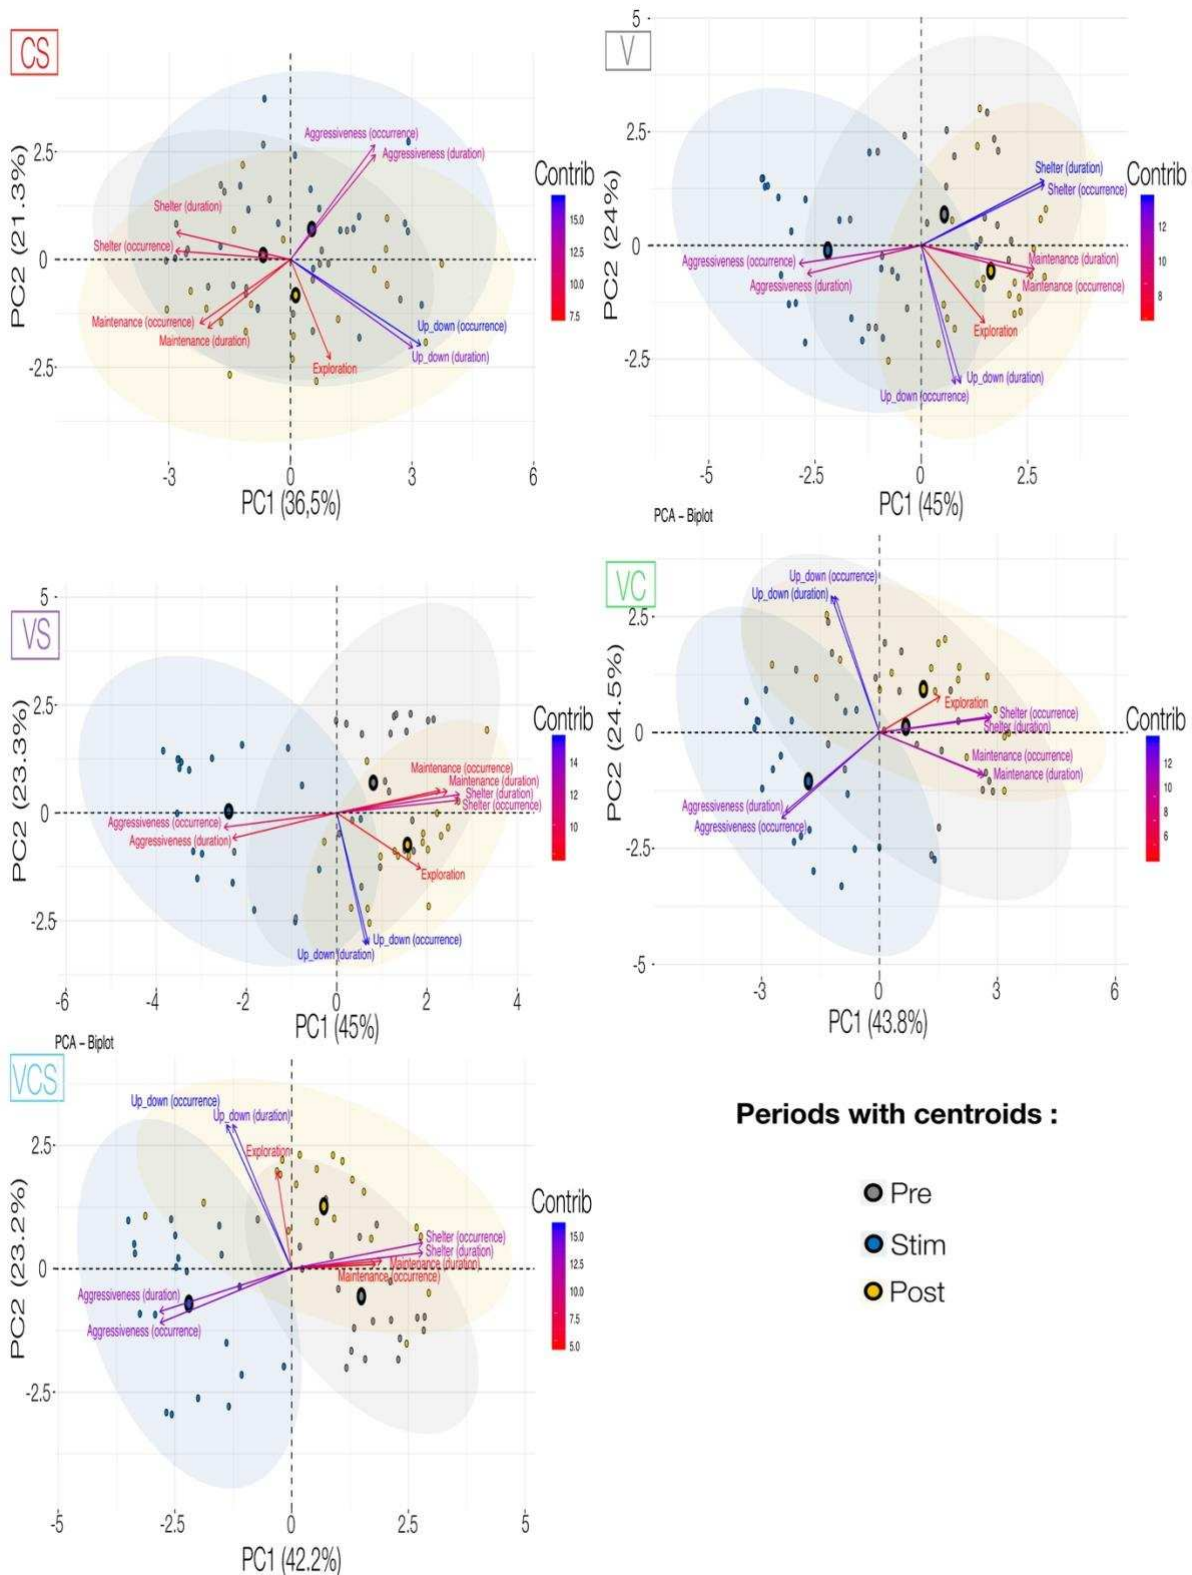 CS
PC2 (21.3%)
2.5
0
-2.5
Aggressiveness (occurrence)
Aggressiveness (duration)
Shelter (duration)
Shelter (occurrence)
Maintenance (occurrence)
Maintenance (duration)
Up_down (occurrence)
Up_down (duration)
Exploration
-3
0
3
6
PC1 (36,5%)
Contrib
15.0
12.5
10.0
7.5
V
PC2 (24%)
5
2.5
0
-2.5
Shelter (duration)
Shelter (occurrence)
Aggressiveness (occurrence)
Aggressiveness (duration)
Maintenance (duration)
Maintenance (occurrence)
Exploration
Up_down (duration)
Up_down (occurrence)
-5
-2.5
0
2.5
PC1 (45%)
Contrib
12
10
8
VS
PC2 (23.3%)
5
2.5
0
-2.5
Maintenance (occurrence)
Maintenance (duration)
Shelter (duration)
Shelter (occurrence)
Aggressiveness (occurrence)
Aggressiveness (duration)
Exploration
Up_down (occurrence)
Up_down (duration)
-6
-4
-2
0
2
4
PC1 (45%)
Contrib
14
12
10
PCA – Biplot
VC
PC2 (24.5%)
2.5
0
-2.5
-5
Up_down (occurrence)
Up_down (duration)
Exploration
Shelter (occurrence)
Shelter (duration)
Maintenance (occurrence)
Maintenance (duration)
Aggressiveness (duration)
Aggressiveness (occurrence)
-3
0
3
6
PC1 (43.8%)
Contrib
12
10
8
6
PCA – Biplot
VCS
PC2 (23.2%)
2.5
0
-2.5
Up_down (occurrence)
Up_down (duration)
Exploration
Shelter (occurrence)
Shelter (duration)
Maintenance (duration)
Maintenance (occurrence)
Aggressiveness (duration)
Aggressiveness (occurrence)
-5
-2.5
0
2.5
5
PC1 (42.2%)
Contrib
15.0
12.5
10.0
7.5
5.0
Periods with centroids :
Pre
Stim
Post